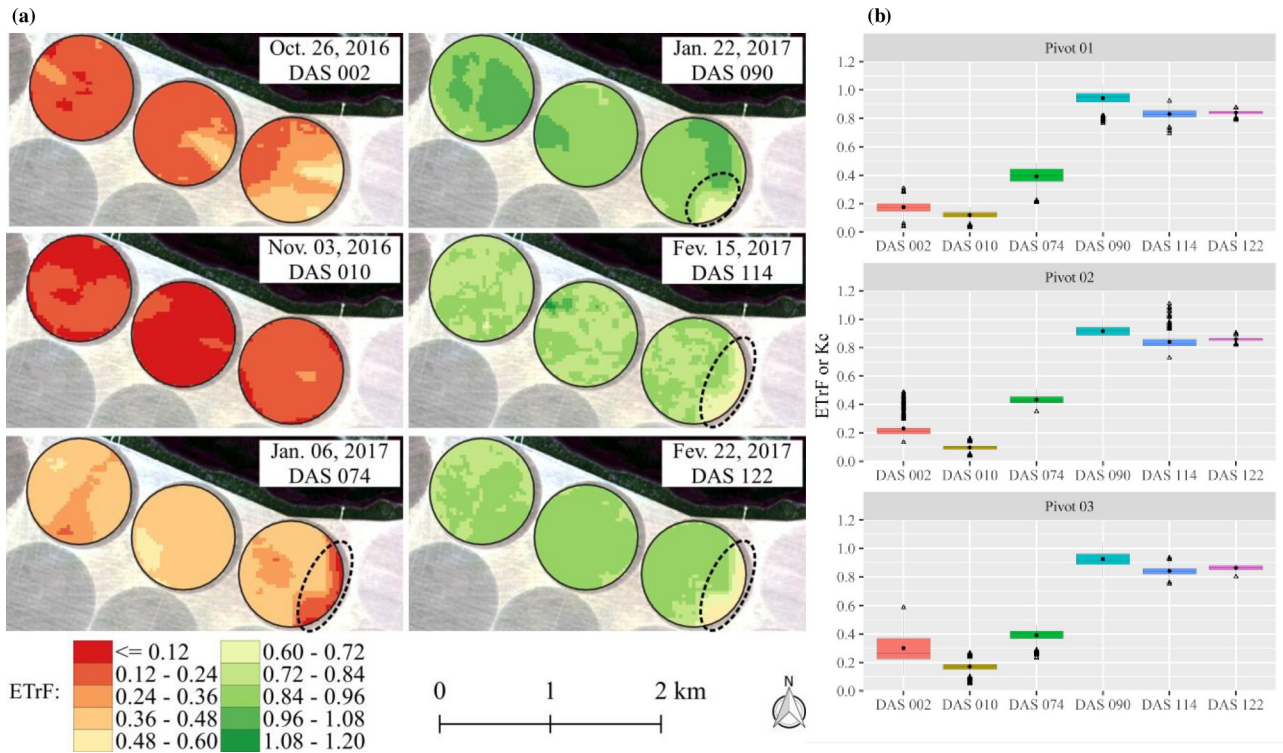 (a)
Oct. 26, 2016
DAS 002
Jan. 22, 2017
DAS 090
Nov. 03, 2016
DAS 010
Fev. 15, 2017
DAS 114
Jan. 06, 2017
DAS 074
Fev. 22, 2017
DAS 122
ETrF:
<= 0.12
0.12 - 0.24
0.24 - 0.36
0.36 - 0.48
0.48 - 0.60
0.60 - 0.72
0.72 - 0.84
0.84 - 0.96
0.96 - 1.08
1.08 - 1.20
0 1 2 km
N
(b)
ETrF or Kc
Pivot 01
1.2
1.0
0.8
0.6
0.4
0.2
0.0
DAS 002 DAS 010 DAS 074 DAS 090 DAS 114 DAS 122
Pivot 02
1.2
1.0
0.8
0.6
0.4
0.2
0.0
DAS 002 DAS 010 DAS 074 DAS 090 DAS 114 DAS 122
Pivot 03
1.2
1.0
0.8
0.6
0.4
0.2
0.0
DAS 002 DAS 010 DAS 074 DAS 090 DAS 114 DAS 122